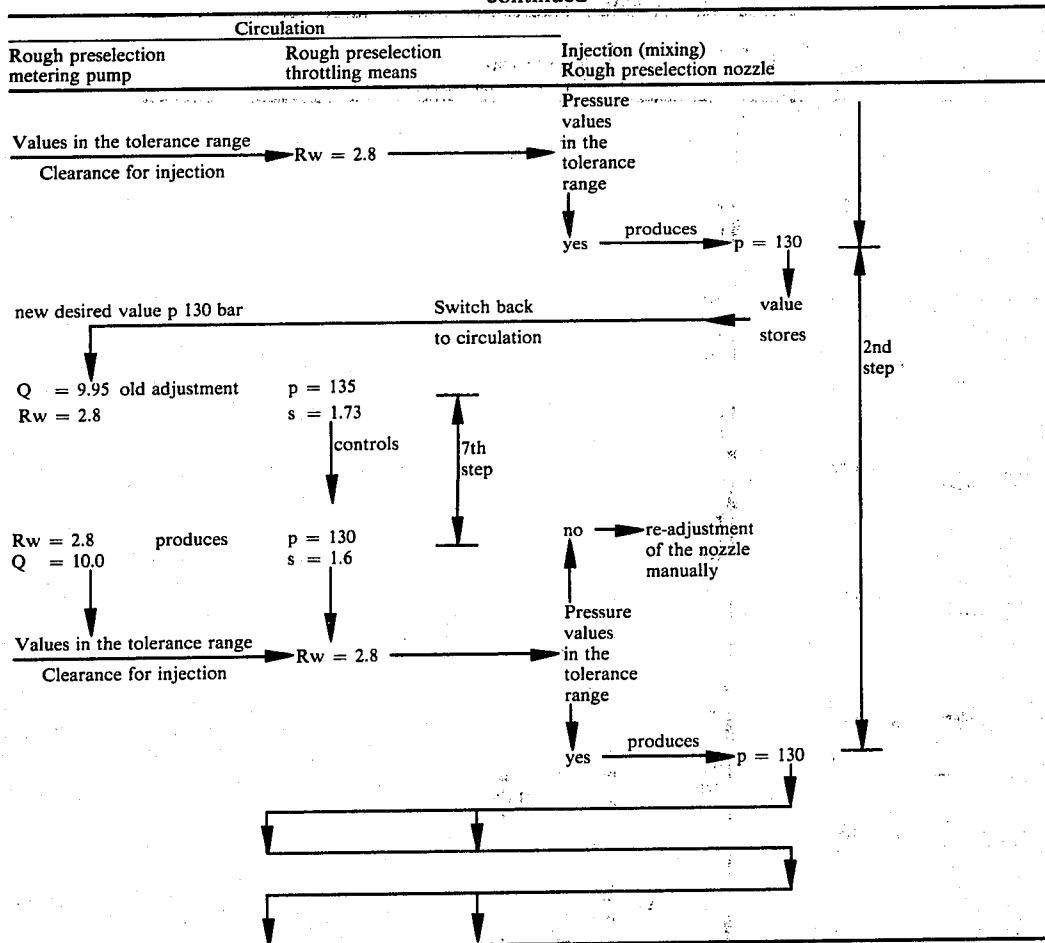 Circulation
Rough preselection metering pump
Rough preselection throttling means
Injection (mixing)
Rough preselection nozzle
Pressure values in the tolerance range
Values in the tolerance range
Clearance for injection
Rw = 2.8
yes
produces
p = 130
new desired value p 130 bar
Switch back
to circulation
value
stores
2nd step
Q = 9.95 old adjustment
Rw = 2.8
p = 135
s = 1.73
controls
7th step
Rw = 2.8 produces
Q = 10.0
p = 130
s = 1.6
no
re-adjustment of the nozzle manually
Pressure values in the tolerance range
Values in the tolerance range
Clearance for injection
Rw = 2.8
yes
produces
p = 130